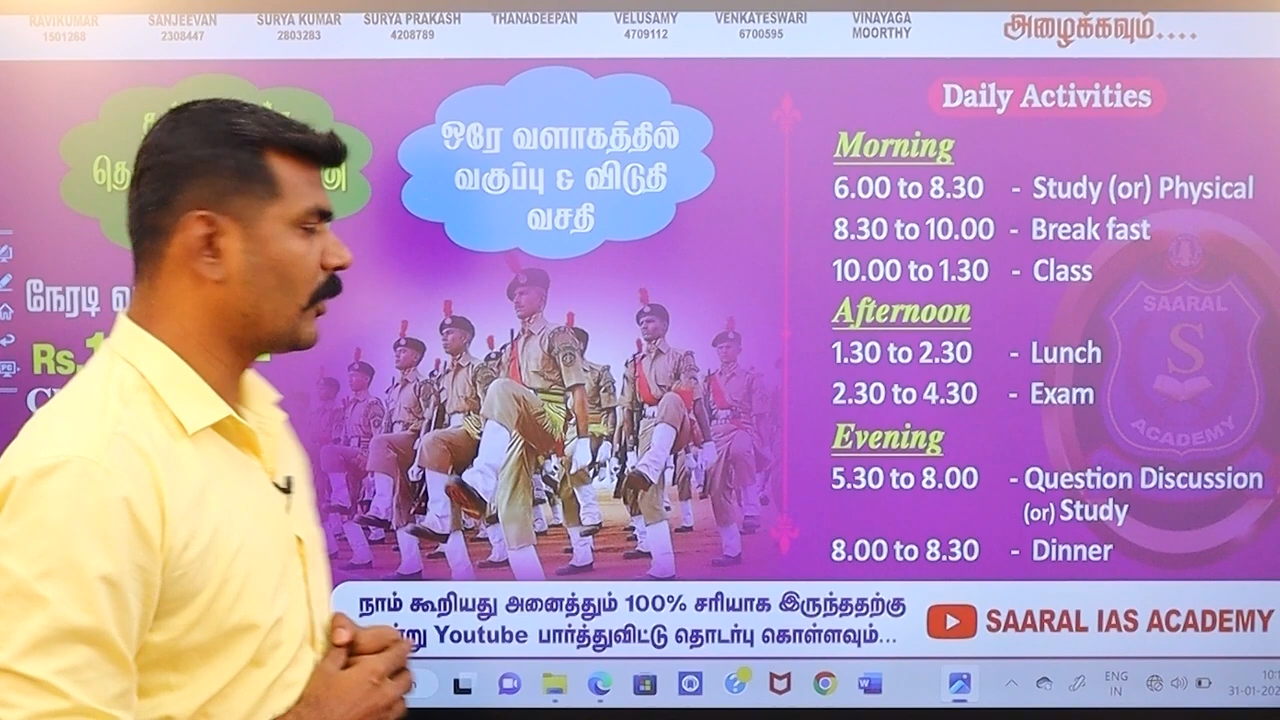 RAVIKUMAR SANJEEVAN SURYA KUMAR SURYA PRAKASH THANADEEPAN VELUSAMY VENKATESWARI VINAYAGA
1501268 2308447 2803283 4208789 4709112 6700595 MOORTHY
அழைக்கவும்....
ஒரே வளாகத்தில்
வகுப்பு & விடுதி
வசதி
நேரடி
Rs.
Daily Activities
Morning
6.00 to 8.30 - Study (or) Physical
8.30 to 10.00 - Break fast
10.00 to 1.30 - Class
Afternoon
1.30 to 2.30 - Lunch
2.30 to 4.30 - Exam
Evening
5.30 to 8.00 - Question Discussion
(or) Study
8.00 to 8.30 - Dinner
SAARAL
S
ACADEMY
நாம் கூறியது அனைத்தும் 100% சரியாக இருந்ததற்கு
Youtube பார்த்துவிட்டு தொடர்பு கொள்ளவும்...
SAARAL IAS ACADEMY
ENG
IN
31-01-202